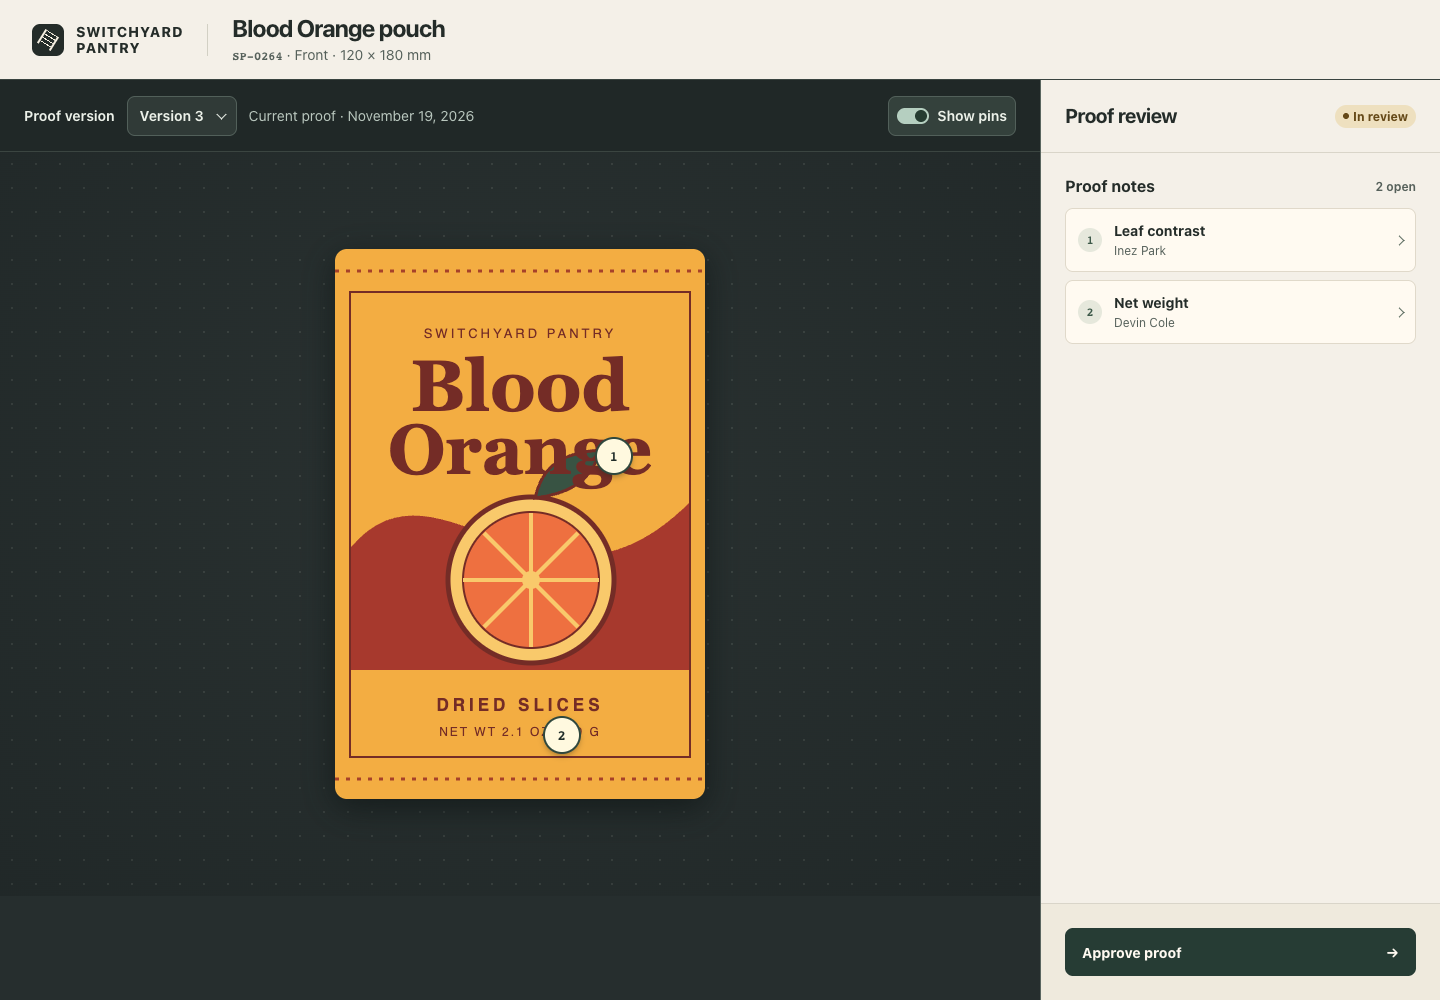 SWITCHYARD
PANTRY
Blood Orange pouch
SP-0264 · Front · 120 × 180 mm
Proof version
Version 3
Current proof · November 19, 2026
Show pins
SWITCHYARD PANTRY
Blood
Orange
1
DRIED SLICES
NET WT 2.1 OZ G
2
Proof review
In review
Proof notes
2 open
1
Leaf contrast
Inez Park
2
Net weight
Devin Cole
Approve proof